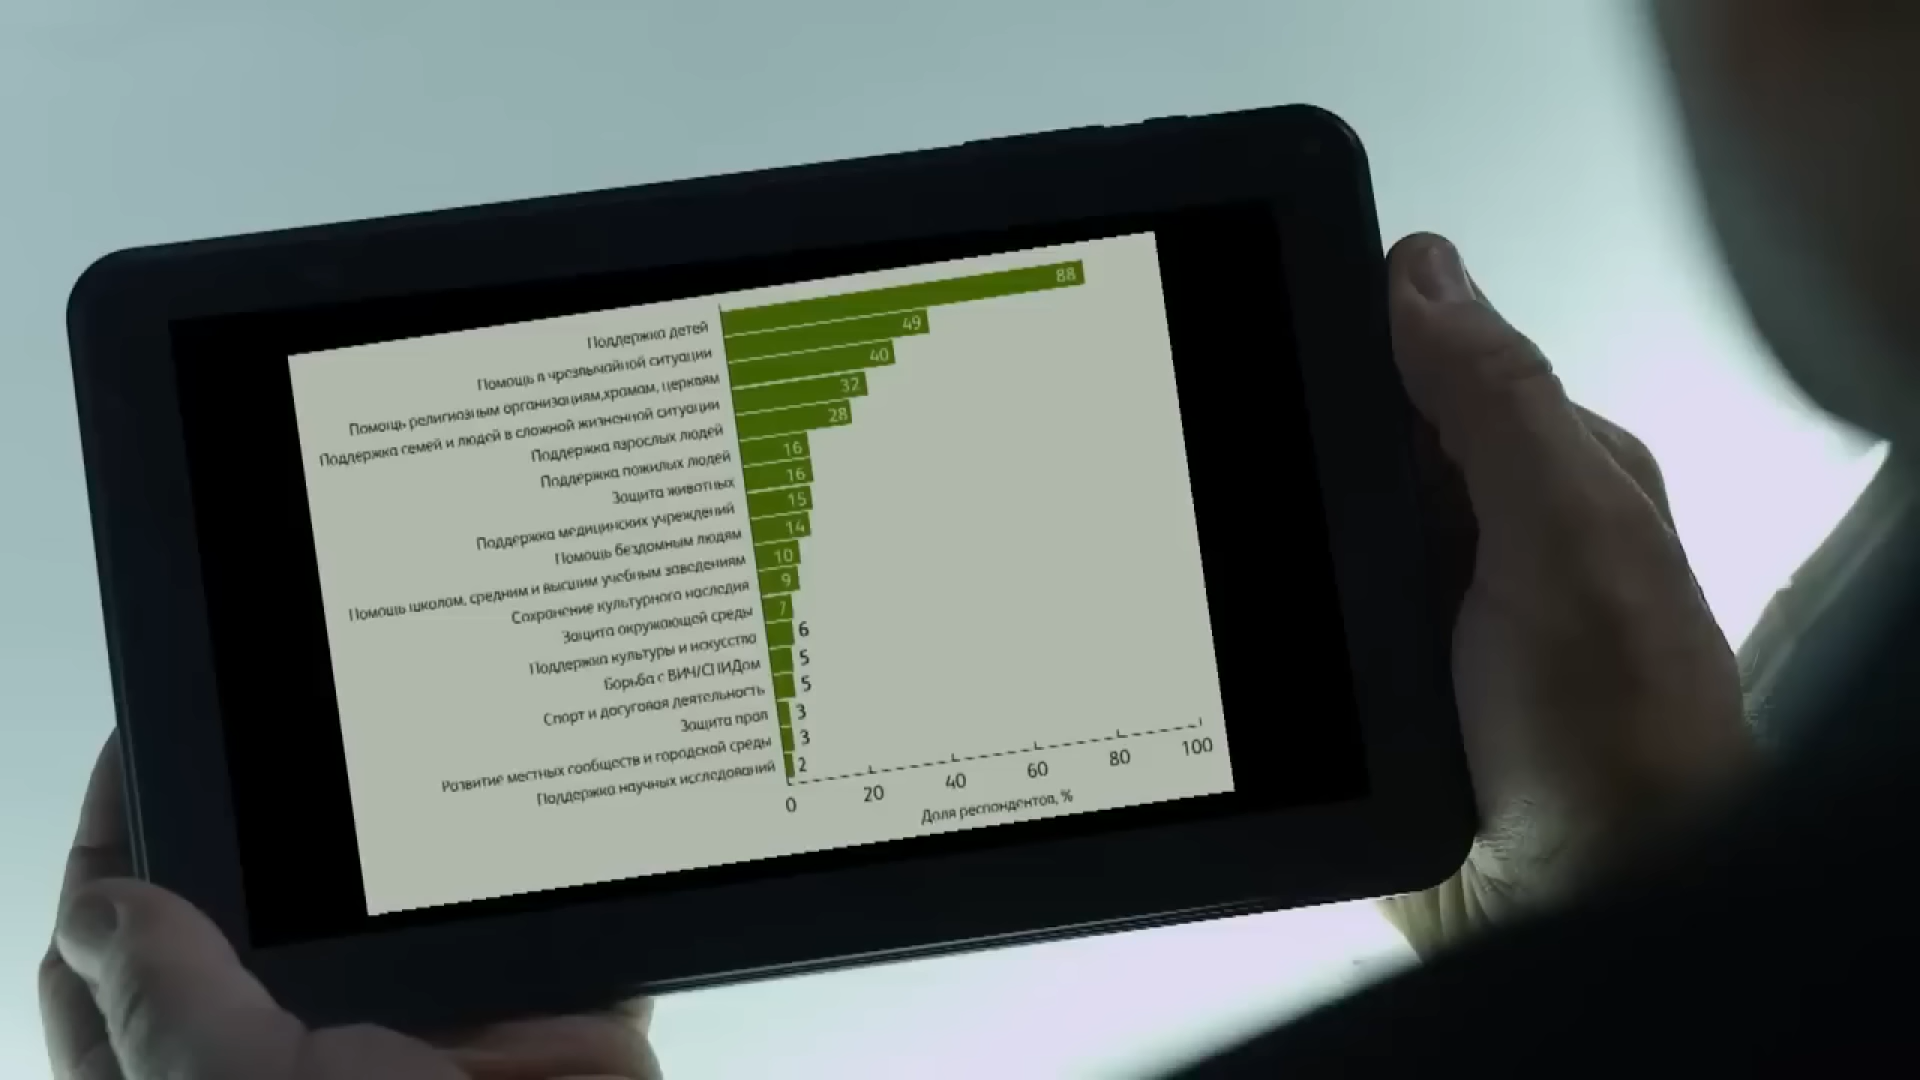 Поддержка детей 88
Помощь в чрезвычайной ситуации 49
Помощь религиозным организациям,храмам, церквям 40
Поддержка семей и людей в сложной жизненной ситуации 32
Поддержка взрослых людей 28
Поддержка пожилых людей 16
Защита животных 16
Поддержка медицинских учреждений 15
Помощь бездомным людям 14
Помощь школам, средним и высшим учебным заведениям 10
Сохранение культурного наследия 9
Защита окружающей среды 7
Поддержка культуры и искусства 6
Борьба с ВИЧ/СПИДом 5
Спорт и досуговая деятельность 5
Защита прав 3
Развитие местных сообществ и городской среды 3
Поддержка научных исследований 2
0 20 40 60 80 100
Доля респондентов, %